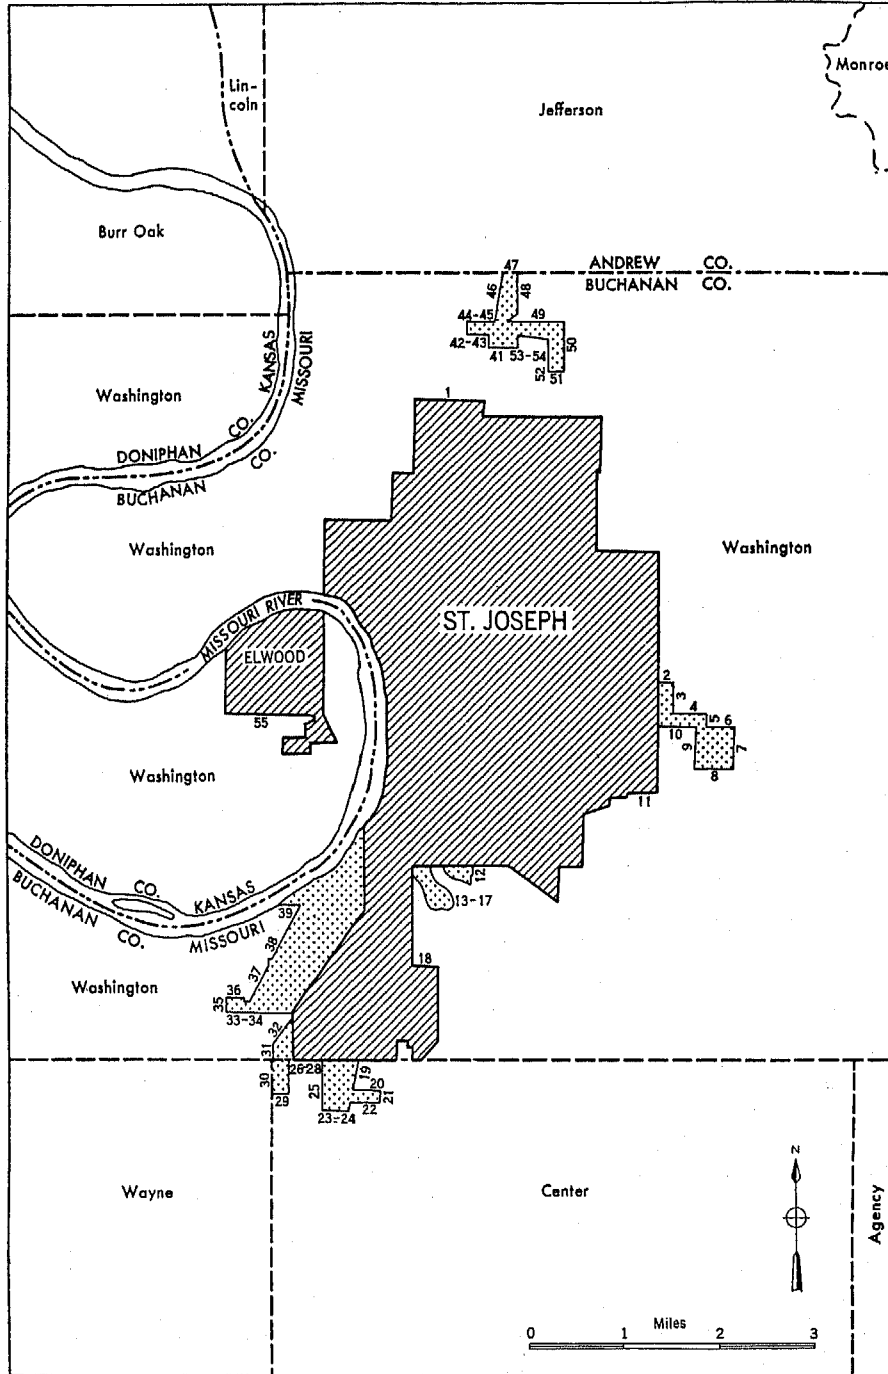 Lin-
coln
Monroe
Jefferson
Burr Oak
47
ANDREW CO.
BUCHANAN CO.
46
48
44-45
49
42-43
41
53-54
50
52
51
KANSAS
MISSOURI
Washington
1
DONIPHAN CO.
BUCHANAN CO.
Washington
Washington
MISSOURI RIVER
ST. JOSEPH
ELWOOD
2
3
4
5
6
55
10
9
7
8
Washington
11
DONIPHAN CO.
BUCHANAN CO.
KANSAS
MISSOURI
12
13-17
39
38
18
37
Washington
36
35
33-34
32
31
26-28
19
30
25
20
21
29
22
23-24
Wayne
Center
Agency
N
Miles
0 1 2 3